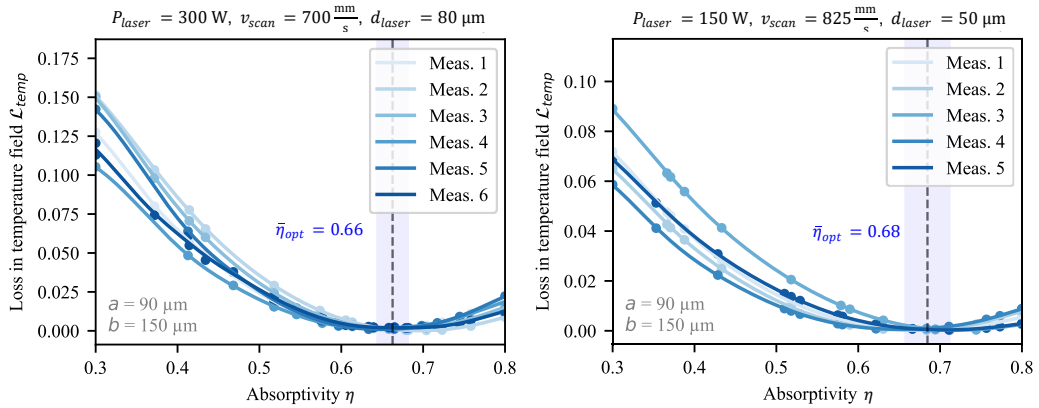 P_laser = 300 W, v_scan = 700 mm/s, d_laser = 80 µm
Loss in temperature field ℒ_temp
0.175
0.150
0.125
0.100
0.075
0.050
0.025
0.000
Meas. 1
Meas. 2
Meas. 3
Meas. 4
Meas. 5
Meas. 6
η̄_opt = 0.66
a = 90 µm
b = 150 µm
0.3 0.4 0.5 0.6 0.7 0.8
Absorptivity η
P_laser = 150 W, v_scan = 825 mm/s, d_laser = 50 µm
Loss in temperature field ℒ_temp
0.10
0.08
0.06
0.04
0.02
0.00
Meas. 1
Meas. 2
Meas. 3
Meas. 4
Meas. 5
η̄_opt = 0.68
a = 90 µm
b = 150 µm
0.3 0.4 0.5 0.6 0.7 0.8
Absorptivity η